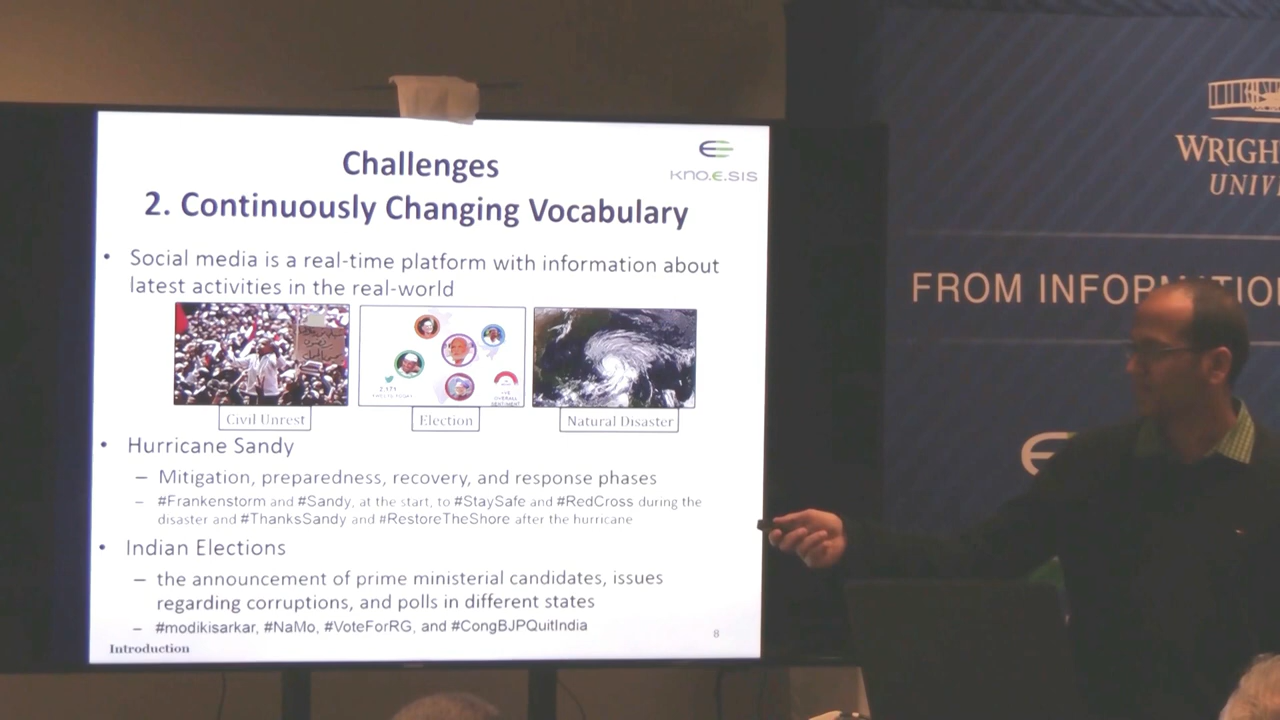 Challenges
KNO.E.SIS
2. Continuously Changing Vocabulary
• Social media is a real-time platform with information about
latest activities in the real-world
2,171
Civil Unrest
Election
Natural Disaster
• Hurricane Sandy
– Mitigation, preparedness, recovery, and response phases
– #Frankenstorm and #Sandy, at the start, to #StaySafe and #RedCross during the
disaster and #ThanksSandy and #RestoreTheShore after the hurricane
• Indian Elections
– the announcement of prime ministerial candidates, issues
regarding corruptions, and polls in different states
– #modikisarkar, #NaMo, #VoteForRG, and #CongBJPQuitIndia
8
Introduction
WRIGH
UNIV
FROM INFOR